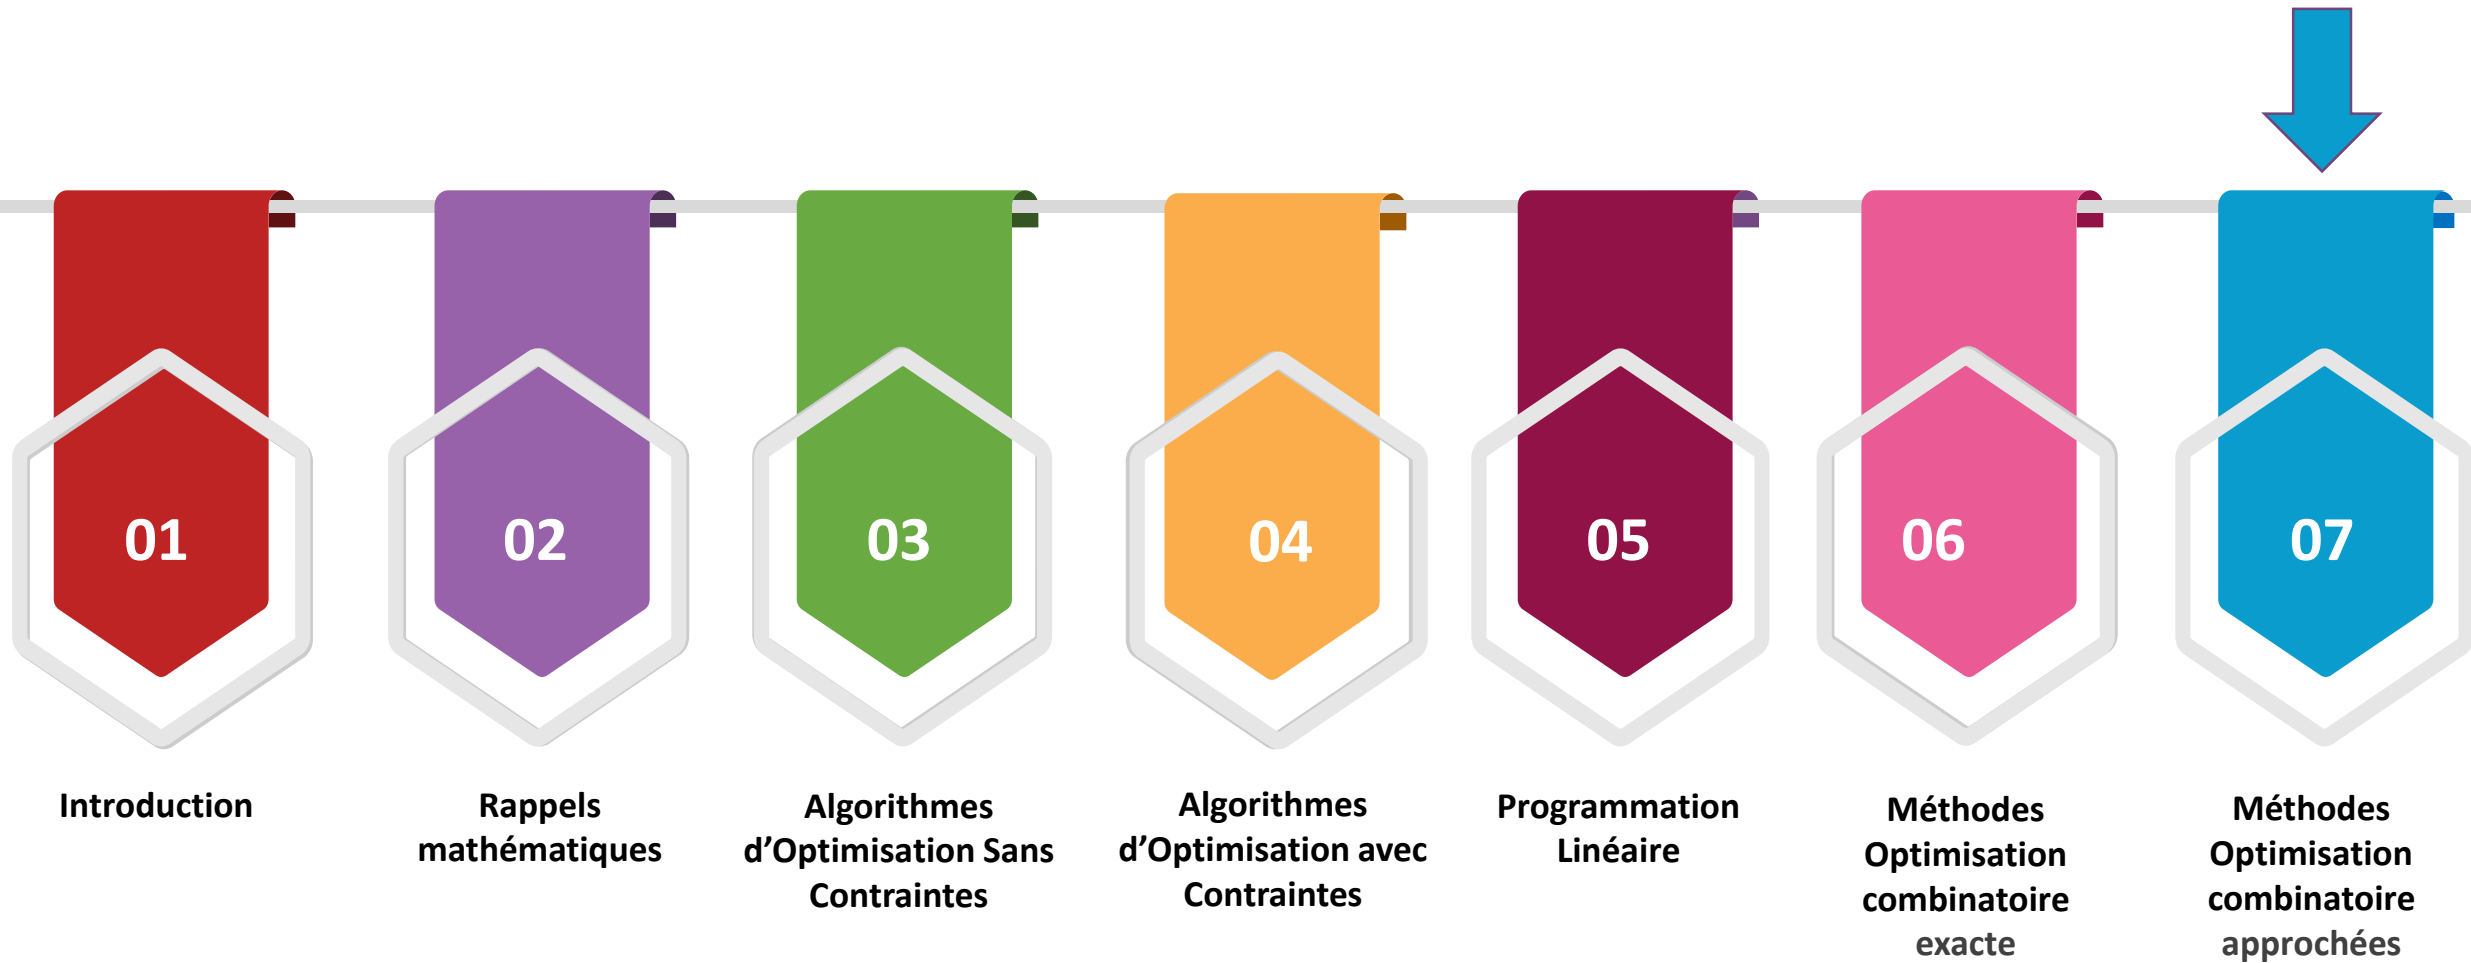 01
Introduction
02
Rappels
mathématiques
03
Algorithmes
d’Optimisation Sans
Contraintes
04
Algorithmes
d’Optimisation avec
Contraintes
05
Programmation
Linéaire
06
Méthodes
Optimisation
combinatoire
exacte
07
Méthodes
Optimisation
combinatoire
approchées